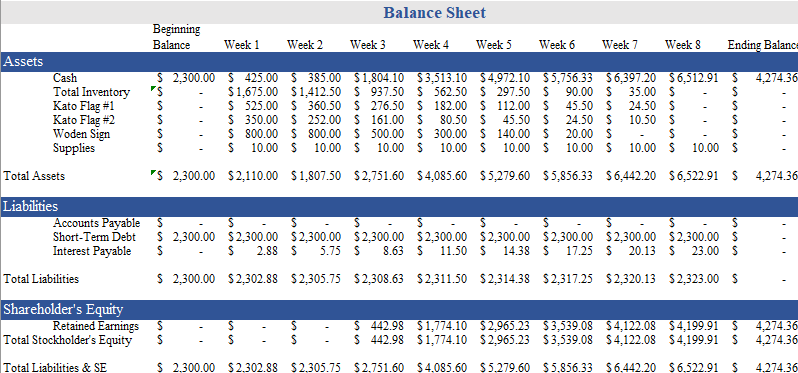 Balance Sheet
Beginning
Balance Week 1 Week 2 Week 3 Week 4 Week 5 Week 6 Week 7 Week 8 Ending Balance
Assets
Cash $ 2,300.00 $ 425.00 $ 385.00 $1,804.10 $3,513.10 $4,972.10 $5,756.33 $6,397.20 $6,512.91 $ 4,274.36
Total Inventory $ - $1,675.00 $1,412.50 $ 937.50 $ 562.50 $ 297.50 $ 90.00 $ 35.00 $ - $ -
Kato Flag #1 $ - $ 525.00 $ 360.50 $ 276.50 $ 182.00 $ 112.00 $ 45.50 $ 24.50 $ - $ -
Kato Flag #2 $ - $ 350.00 $ 252.00 $ 161.00 $ 80.50 $ 45.50 $ 24.50 $ 10.50 $ - $ -
Woden Sign $ - $ 800.00 $ 800.00 $ 500.00 $ 300.00 $ 140.00 $ 20.00 $ - $ - $ -
Supplies $ - $ 10.00 $ 10.00 $ 10.00 $ 10.00 $ 10.00 $ 10.00 $ 10.00 $ 10.00 $ -
Total Assets $ 2,300.00 $2,110.00 $1,807.50 $2,751.60 $4,085.60 $5,279.60 $5,856.33 $6,442.20 $6,522.91 $ 4,274.36
Liabilities
Accounts Payable $ - $ - $ - $ - $ - $ - $ - $ - $ - $ -
Short-Term Debt $ 2,300.00 $2,300.00 $2,300.00 $2,300.00 $2,300.00 $2,300.00 $2,300.00 $2,300.00 $2,300.00 $ -
Interest Payable $ - $ 2.88 $ 5.75 $ 8.63 $ 11.50 $ 14.38 $ 17.25 $ 20.13 $ 23.00 $ -
Total Liabilities $ 2,300.00 $2,302.88 $2,305.75 $2,308.63 $2,311.50 $2,314.38 $2,317.25 $2,320.13 $2,323.00 $ -
Shareholder's Equity
Retained Earnings $ - $ - $ - $ 442.98 $1,774.10 $2,965.23 $3,539.08 $4,122.08 $4,199.91 $ 4,274.36
Total Stockholder's Equity $ - $ - $ - $ 442.98 $1,774.10 $2,965.23 $3,539.08 $4,122.08 $4,199.91 $ 4,274.36
Total Liabilities & SE $ 2,300.00 $2,302.88 $2,305.75 $2,751.60 $4,085.60 $5,279.60 $5,856.33 $6,442.20 $6,522.91 $ 4,274.36